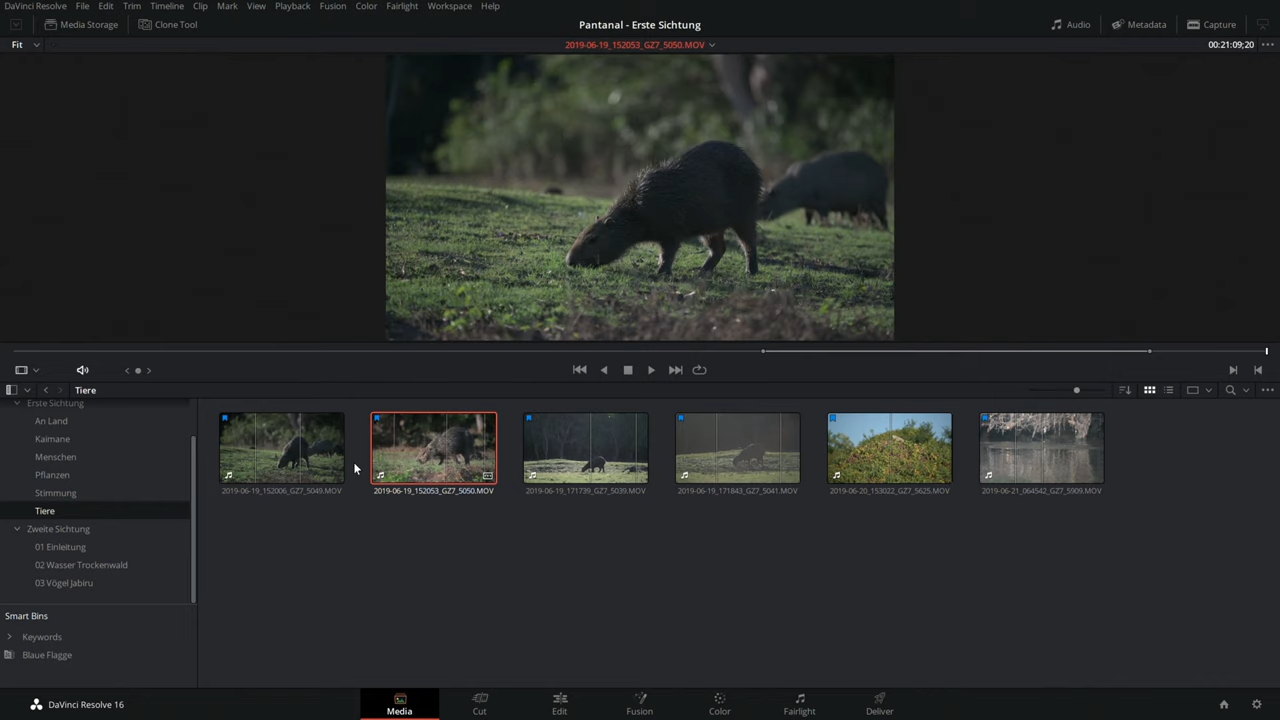 DaVinci Resolve File Edit Trim Timeline Clip Mark View Playback Fusion Color Fairlight Workspace Help
Media Storage Clone Tool Pantanal - Erste Sichtung Audio Metadata Capture
Fit 2019-06-19_152053_GZ7_5050.MOV 00:21:09;20
Tiere
Erste Sichtung
An Land
Kaimane
Menschen
Pflanzen
Stimmung
Tiere
Zweite Sichtung
01 Einleitung
02 Wasser Trockenwald
03 Vögel Jabiru
2019-06-19_152006_GZ7_5049.MOV 2019-06-19_152053_GZ7_5050.MOV 2019-06-19_171739_GZ7_5039.MOV 2019-06-19_171843_GZ7_5041.MOV 2019-06-20_153022_GZ7_5625.MOV 2019-06-21_064542_GZ7_5909.MOV
Smart Bins
Keywords
Blaue Flagge
DaVinci Resolve 16 Media Cut Edit Fusion Color Fairlight Deliver